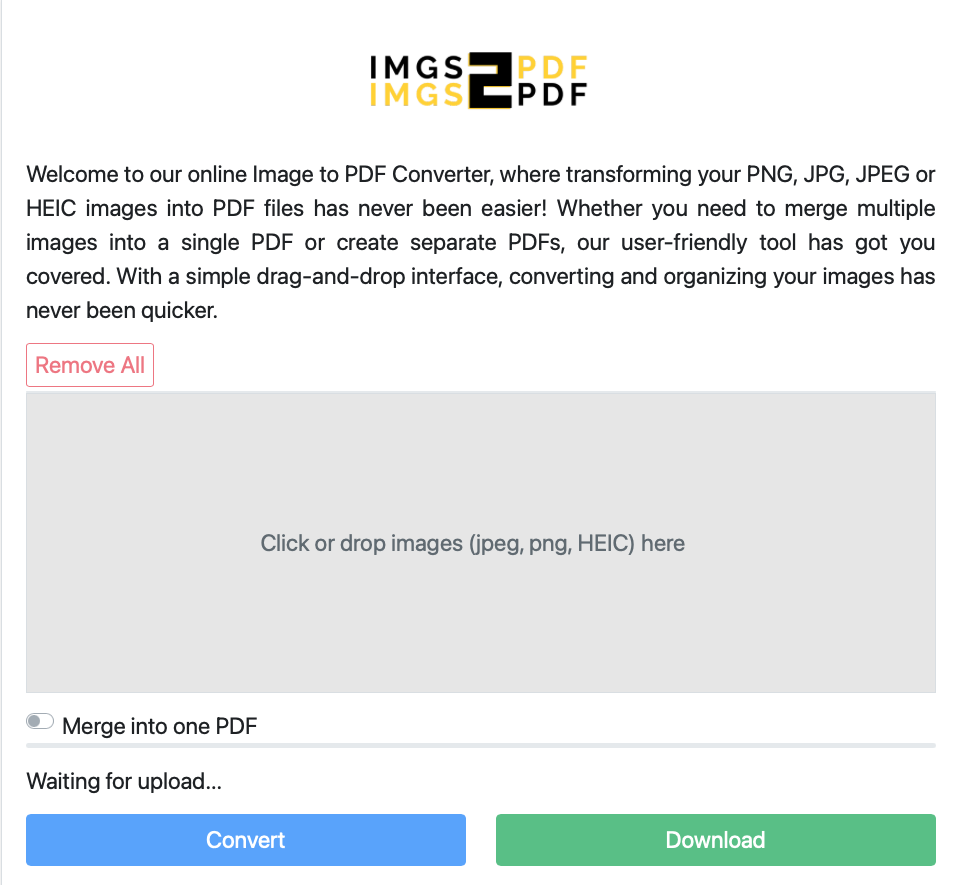 IMGS2PDF
IMGS PDF
Welcome to our online Image to PDF Converter, where transforming your PNG, JPG, JPEG or
HEIC images into PDF files has never been easier! Whether you need to merge multiple
images into a single PDF or create separate PDFs, our user-friendly tool has got you
covered. With a simple drag-and-drop interface, converting and organizing your images has
never been quicker.
Remove All
Click or drop images (jpeg, png, HEIC) here
Merge into one PDF
Waiting for upload...
Convert
Download